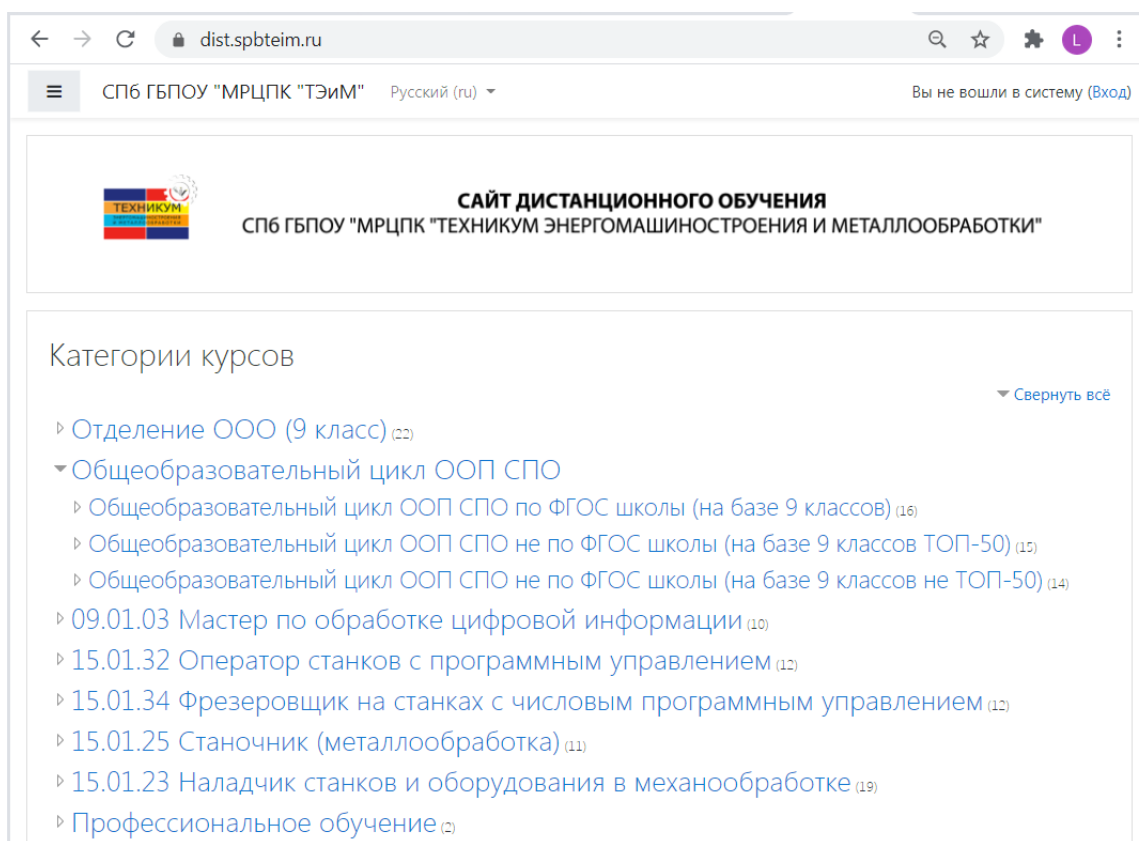 dist.spbteim.ru
L
СПб ГБПОУ "МРЦПК "ТЭиМ" Русский (ru) Вы не вошли в систему (Вход)
ТЕХНИКУМ
САЙТ ДИСТАНЦИОННОГО ОБУЧЕНИЯ
СПб ГБПОУ "МРЦПК "ТЕХНИКУМ ЭНЕРГОМАШИНОСТРОЕНИЯ И МЕТАЛЛООБРАБОТКИ"
Категории курсов
Свернуть всё
Отделение ООО (9 класс) (22)
Общеобразовательный цикл ООП СПО
Общеобразовательный цикл ООП СПО по ФГОС школы (на базе 9 классов) (16)
Общеобразовательный цикл ООП СПО не по ФГОС школы (на базе 9 классов ТОП-50) (15)
Общеобразовательный цикл ООП СПО не по ФГОС школы (на базе 9 классов не ТОП-50) (14)
09.01.03 Мастер по обработке цифровой информации (10)
15.01.32 Оператор станков с программным управлением (12)
15.01.34 Фрезеровщик на станках с числовым программным управлением (12)
15.01.25 Станочник (металлообработка) (11)
15.01.23 Наладчик станков и оборудования в механообработке (19)
Профессиональное обучение (2)